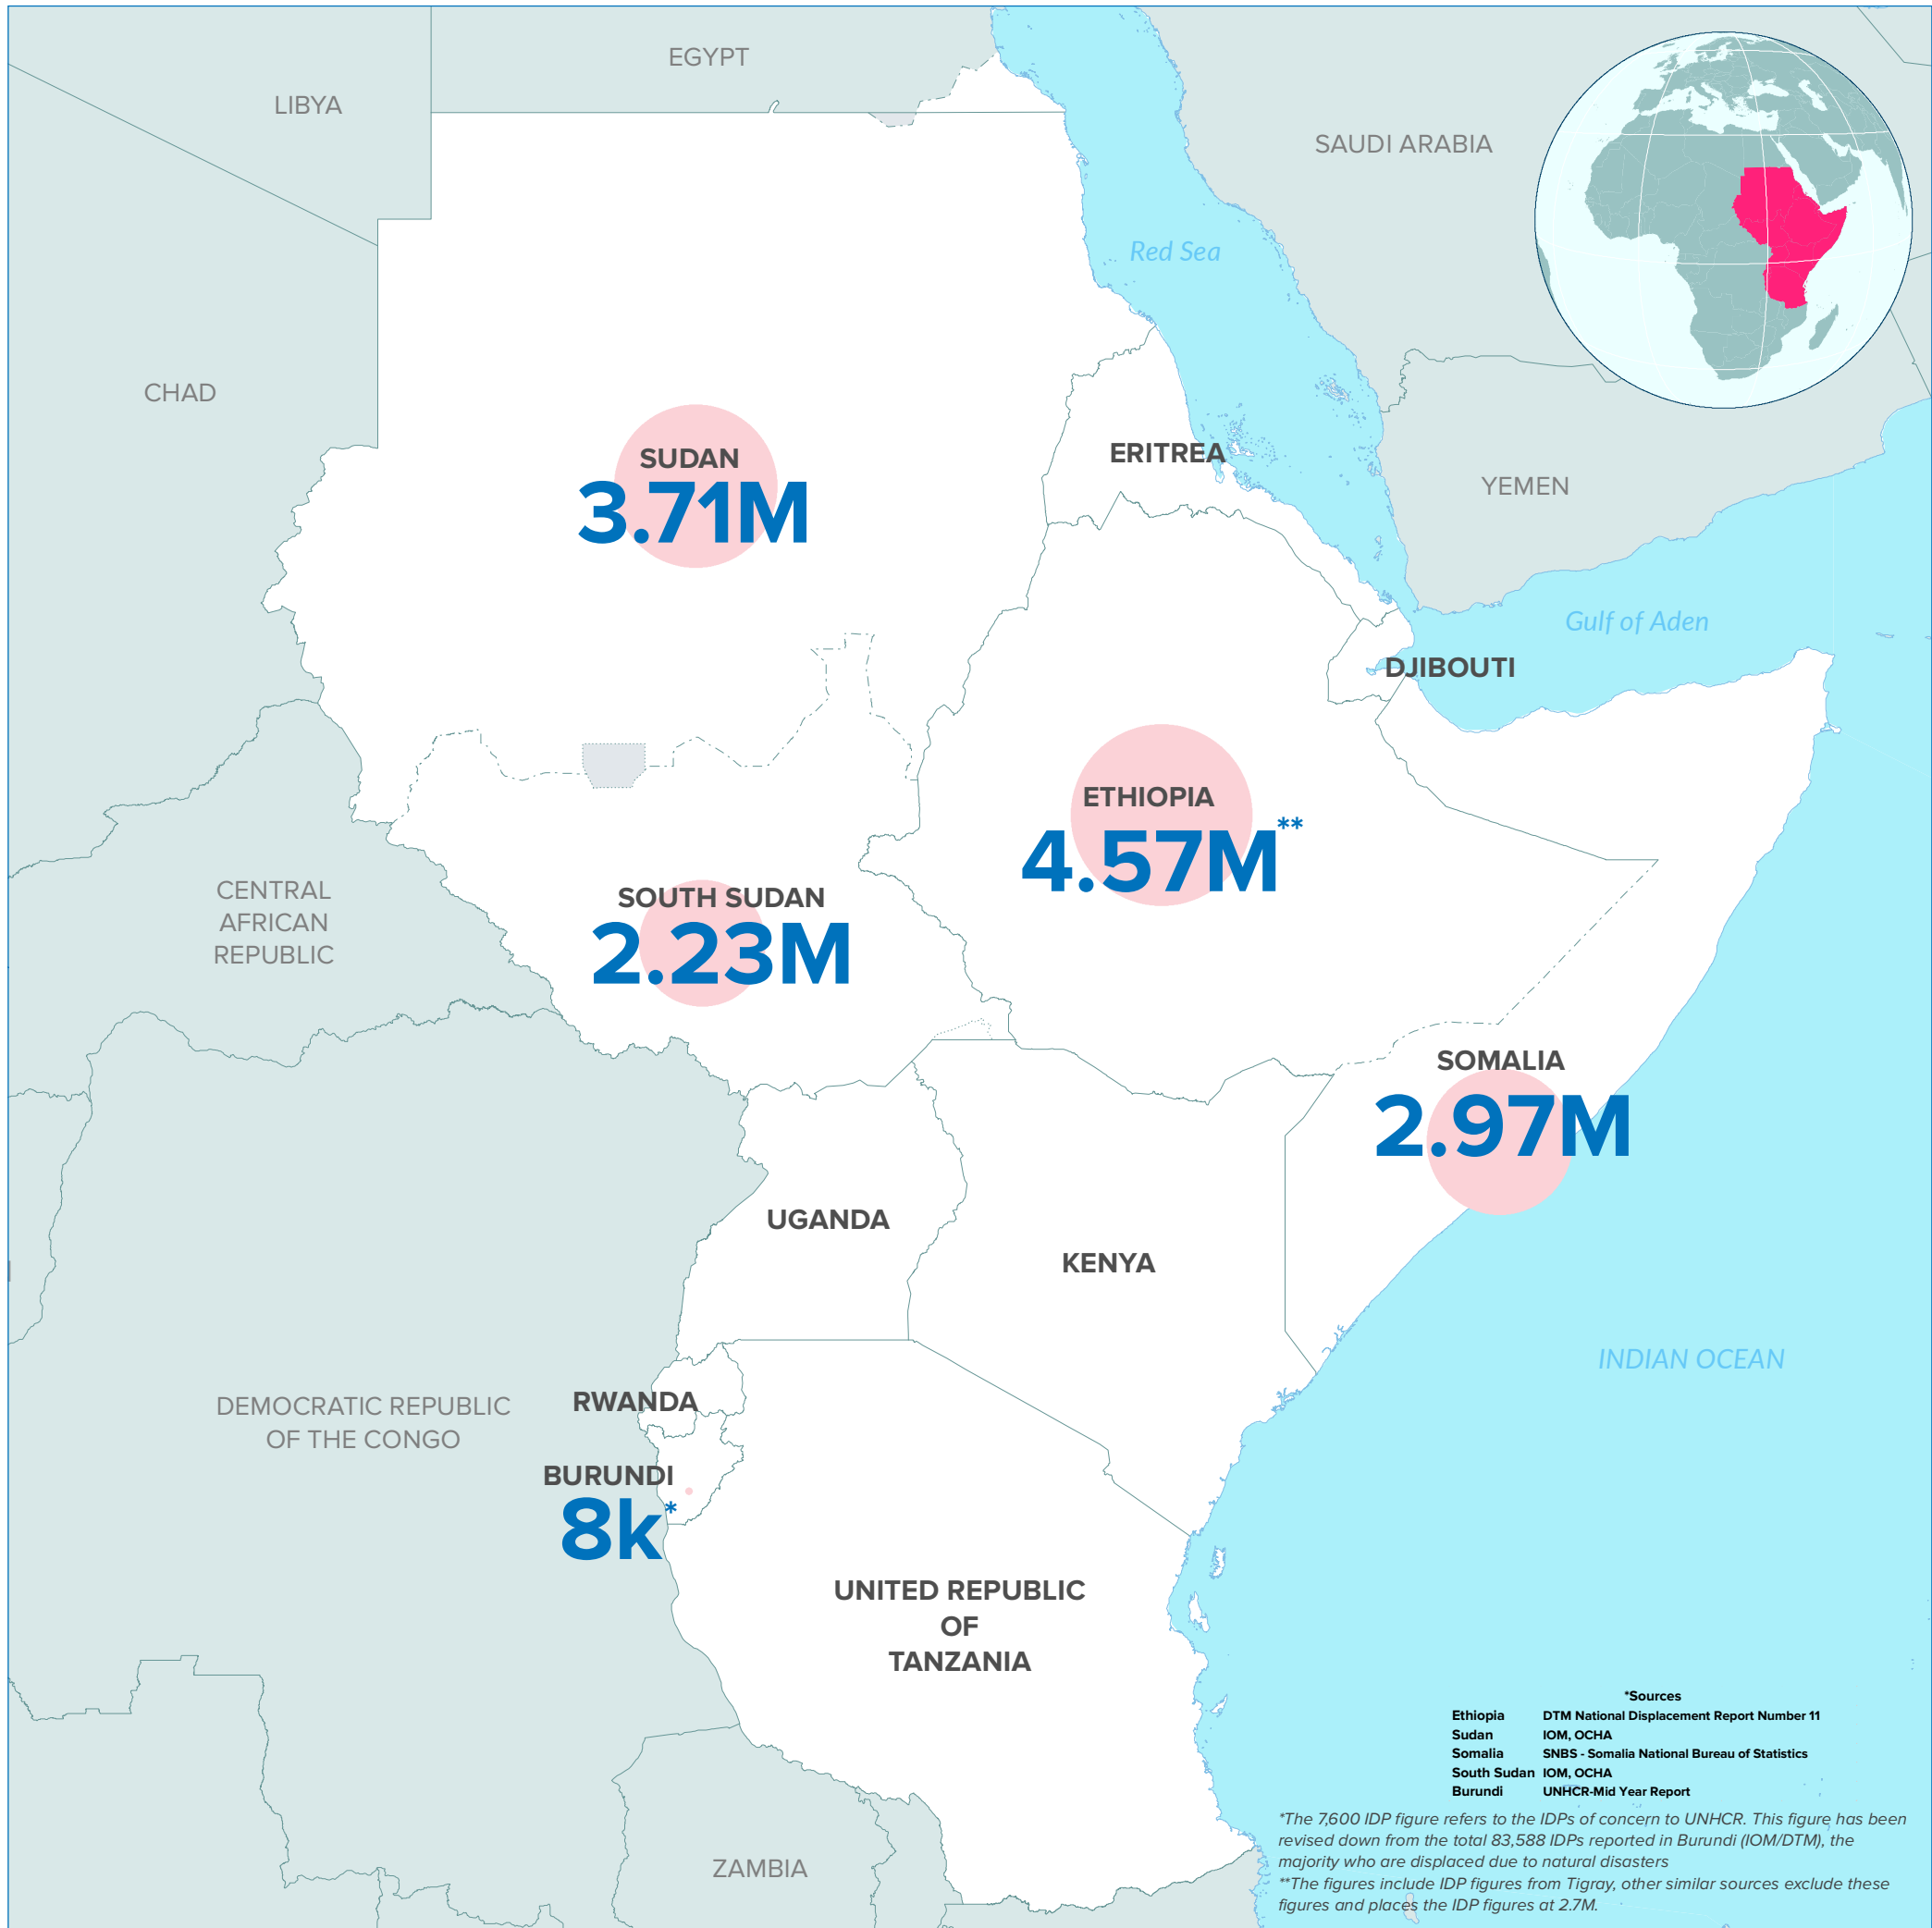 EGYPT
LIBYA
SAUDI ARABIA
Red Sea
CHAD
SUDAN
3.71M
ERITREA
YEMEN
Gulf of Aden
DJIBOUTI
ETHIOPIA
4.57M**
CENTRAL
AFRICAN
REPUBLIC
SOUTH SUDAN
2.23M
SOMALIA
2.97M
UGANDA
KENYA
INDIAN OCEAN
RWANDA
DEMOCRATIC REPUBLIC
OF THE CONGO
BURUNDI
8k*
UNITED REPUBLIC
OF
TANZANIA
ZAMBIA
*Sources
Ethiopia DTM National Displacement Report Number 11
Sudan IOM, OCHA
Somalia SNBS - Somalia National Bureau of Statistics
South Sudan IOM, OCHA
Burundi UNHCR-Mid Year Report
*The 7,600 IDP figure refers to the IDPs of concern to UNHCR. This figure has been
revised down from the total 83,588 IDPs reported in Burundi (IOM/DTM), the
majority who are displaced due to natural disasters
**The figures include IDP figures from Tigray, other similar sources exclude these
figures and places the IDP figures at 2.7M.